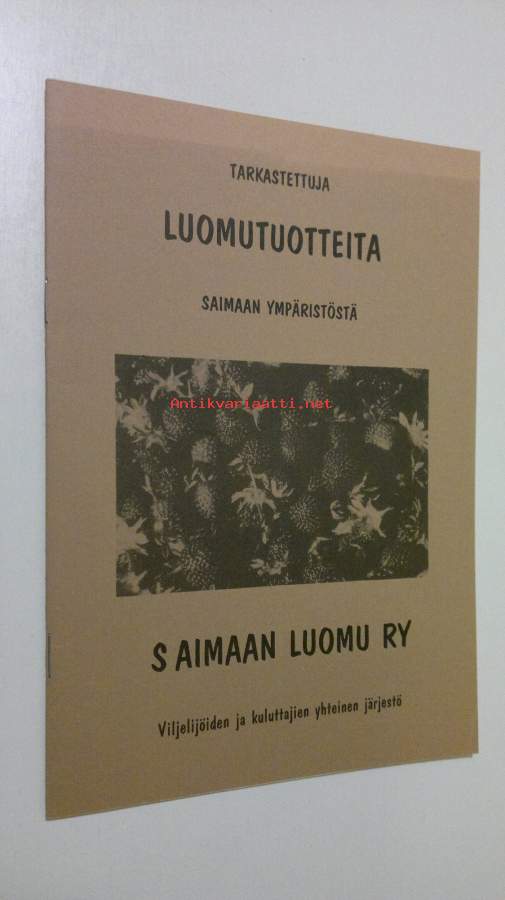 TARKASTETTUJA
LUOMUTUOTTEITA
SAIMAAN YMPÄRISTÖSTÄ
Antikvariaatti.net
SAIMAAN LUOMU RY
Viljelijöiden ja kuluttajien yhteinen järjestö